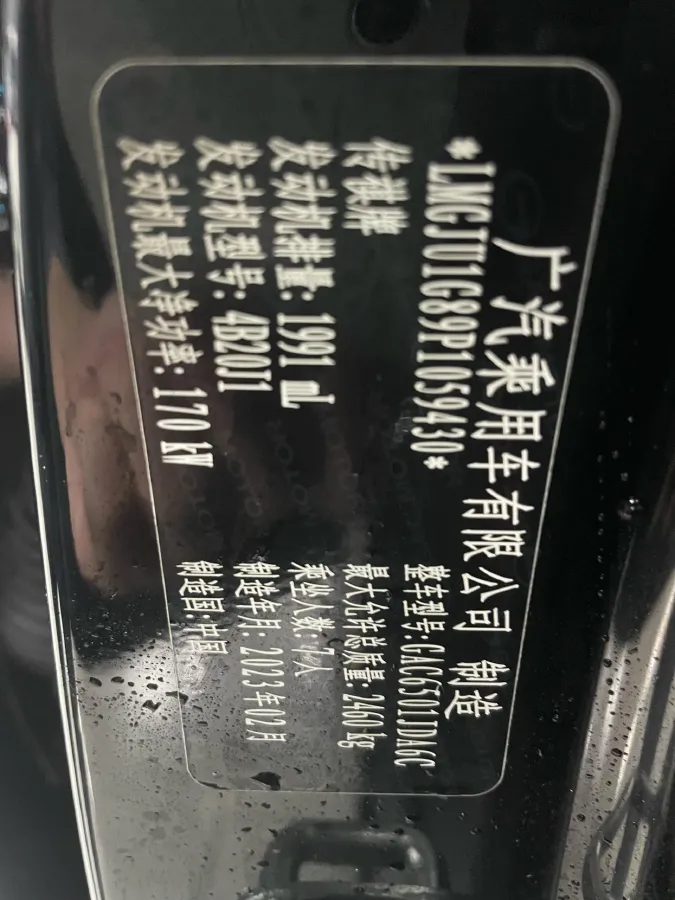 广汽乘用车有限公司 制造
*LMGJU1G89P1059430*
整车型号:GAC6501JDA6C
传祺牌
最大允许总质量:2460kg
发动机排量:1991 mL
乘坐人数:7人
发动机型号:4B20J1
制造年月:2023年02月
发动机最大净功率:170 kW
制造国:中国